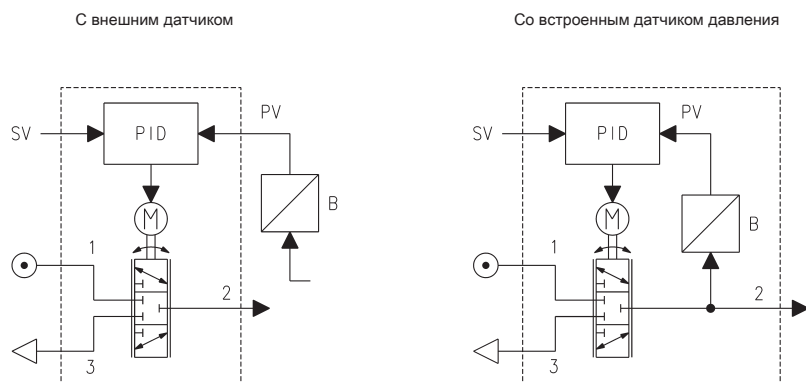 С внешним датчиком
SV
PID
PV
M
B
1
2
3
Со встроенным датчиком давления
SV
PID
PV
M
B
1
2
3